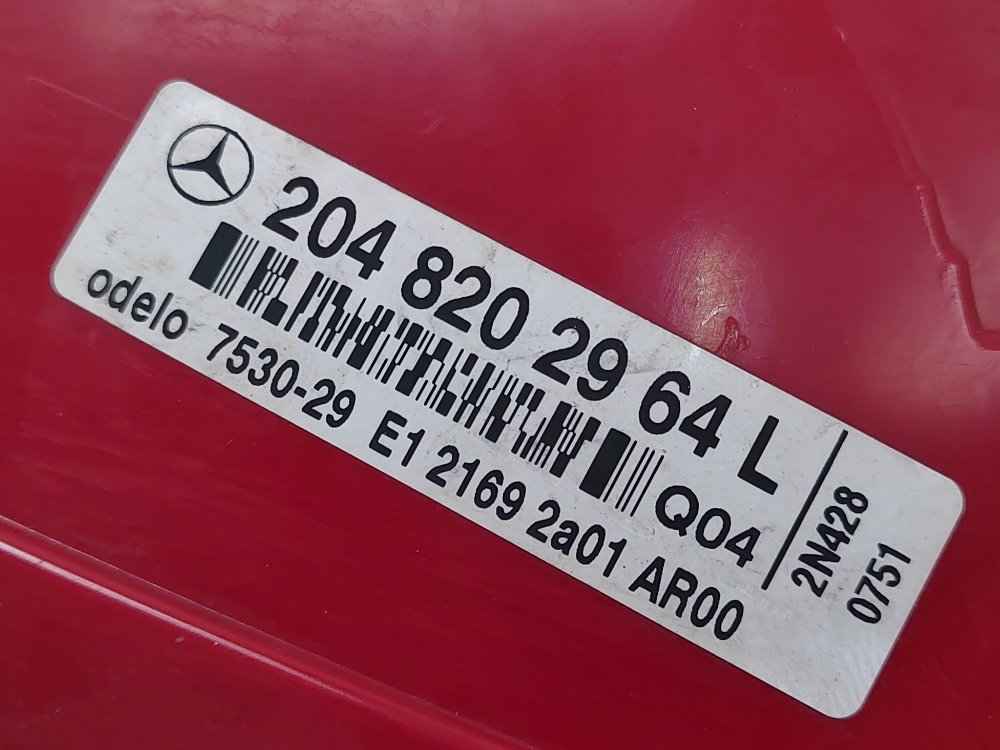 204 820 29 64 L
Q04
odelo 7530-29 E1 2169 2a01 AR00
2N428
0751